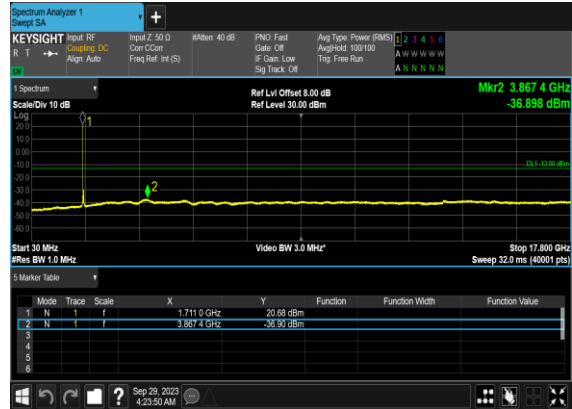 Spectrum Analyzer 1
Swept SA
+
KEYSIGHT Input: RF Input Z: 50 Ω #Atten: 40 dB PNO: Fast Avg Type: Power (RMS) 1 2 3 4 5 6
R T Coupling: DC Corr CCorr Gate: Off Avg|Hold: 100/100 A W W W W W
Align: Auto Freq Ref: Int (S) IF Gain: Low Trig: Free Run
Sig Track: Off A N N N N N
1 Spectrum Ref Lvl Offset 8.00 dB Mkr2 3.867 4 GHz
Scale/Div 10 dB Ref Level 30.00 dBm -36.898 dBm
Log
1
20.0
10.0
0.00
-10.0
DL1 -13.00 dBm
-20.0
2
-30.0
-40.0
-50.0
-60.0
Start 30 MHz Video BW 3.0 MHz* Stop 17.800 GHz
#Res BW 1.0 MHz Sweep 32.0 ms (40001 pts)
5 Marker Table
Mode Trace Scale X Y Function Function Width Function Value
1 N 1 f 1.711 0 GHz 20.68 dBm
2 N 1 f 3.867 4 GHz -36.90 dBm
3
4
5
6
? Sep 29, 2023
4:23:50 AM